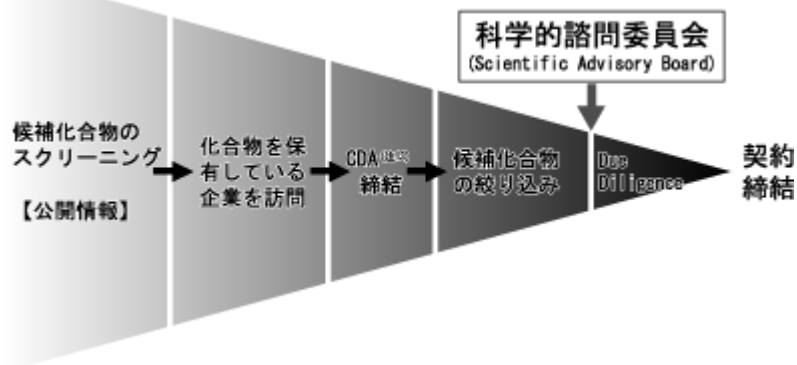 科学的諮問委員会
(Scientific Advisory Board)
候補化合物の
スクリーニング
【公開情報】
化合物を保
有している
企業を訪問
CDA
締結
候補化合物
の絞り込み
Due
Diligence
契約
締結